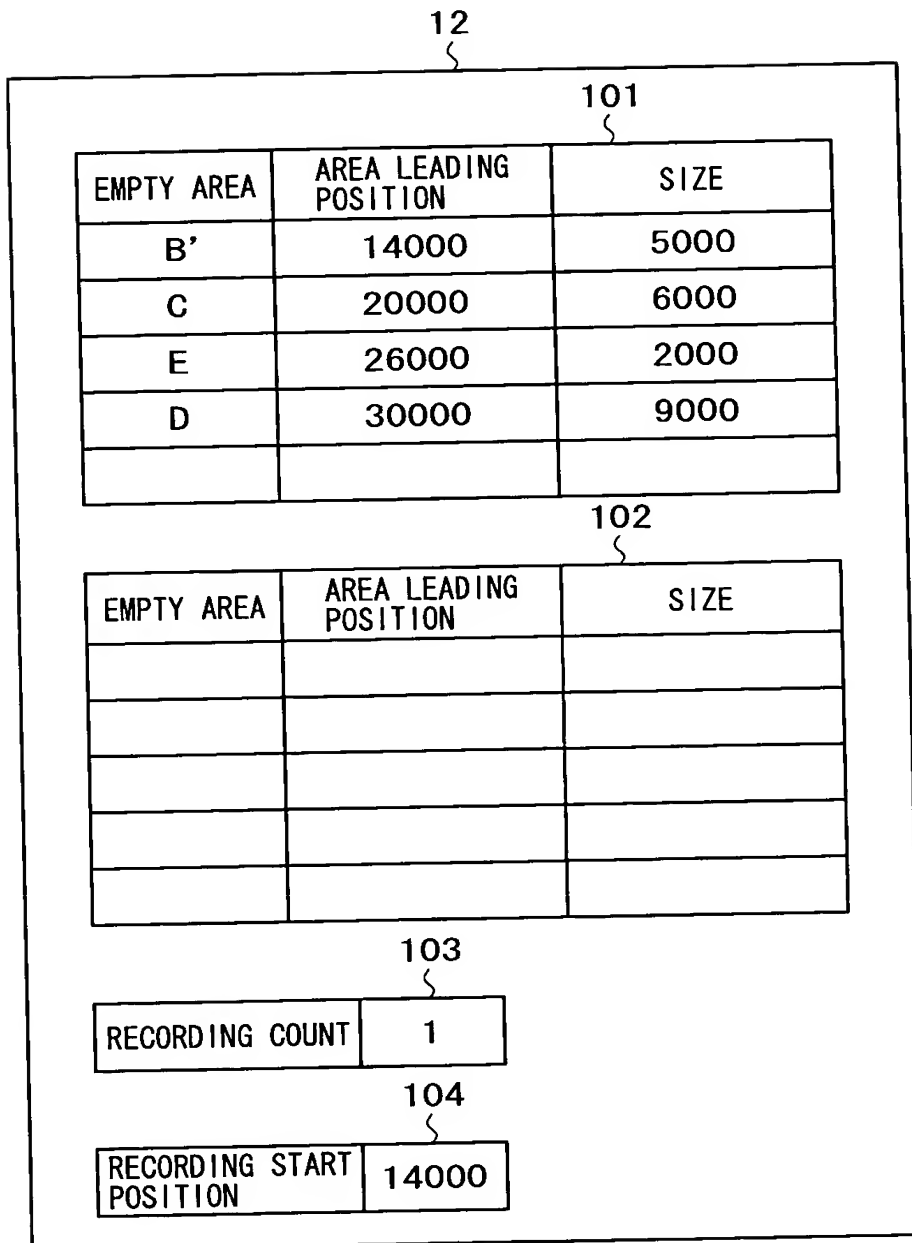 12
101
EMPTY AREA AREA LEADING POSITION SIZE
B' 14000 5000
C 20000 6000
E 26000 2000
D 30000 9000
102
EMPTY AREA AREA LEADING POSITION SIZE
103
RECORDING COUNT 1
104
RECORDING START POSITION 14000